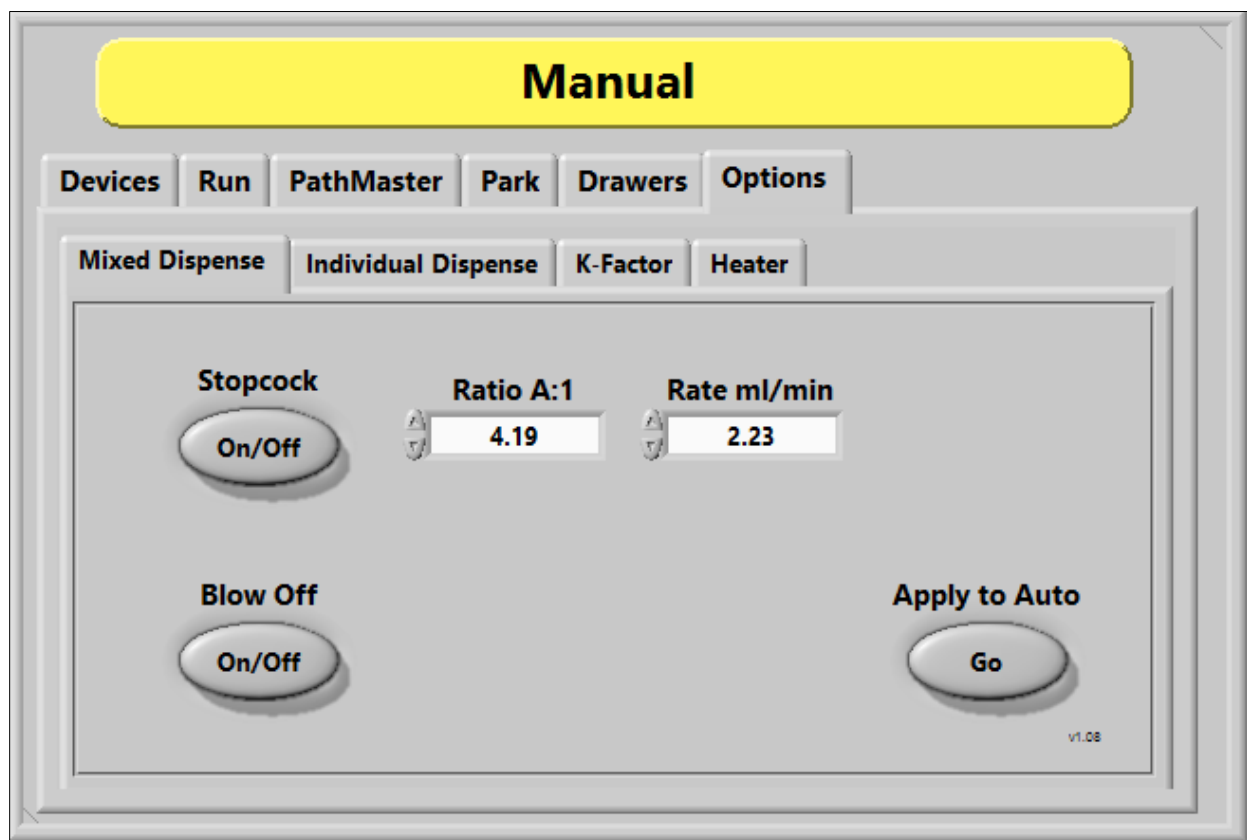 Manual
Devices Run PathMaster Park Drawers Options
Mixed Dispense Individual Dispense K-Factor Heater
Stopcock Ratio A:1 Rate ml/min
On/Off 4.19 2.23
Blow Off Apply to Auto
On/Off Go
v1.08